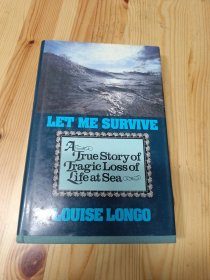 LET ME SURVIVE
A
True Story of
Tragic Loss of
Life at Sea
LOUISE LONGO